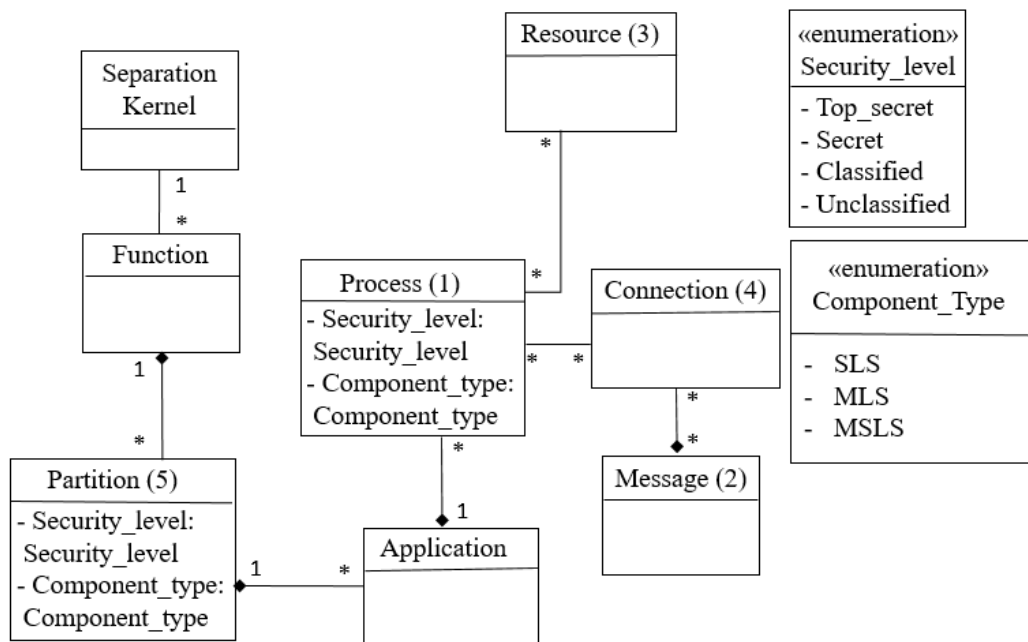 Separation
Kernel
1
*
Function
1
*
Partition (5)
- Security_level:
Security_level
- Component_type:
Component_type
1
*
Application
1
*
Process (1)
- Security_level:
Security_level
- Component_type:
Component_type
*
*
Resource (3)
*
*
Connection (4)
*
*
Message (2)
«enumeration»
Security_level
- Top_secret
- Secret
- Classified
- Unclassified
«enumeration»
Component_Type
- SLS
- MLS
- MSLS